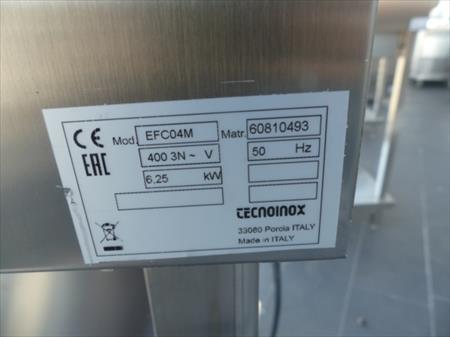 CE Mod. EFC04M Matr. 60810493
EAC 400 3N~ V 50 Hz
6,25 kW
TECNOINOX
33080 Porcia ITALY
Made in ITALY